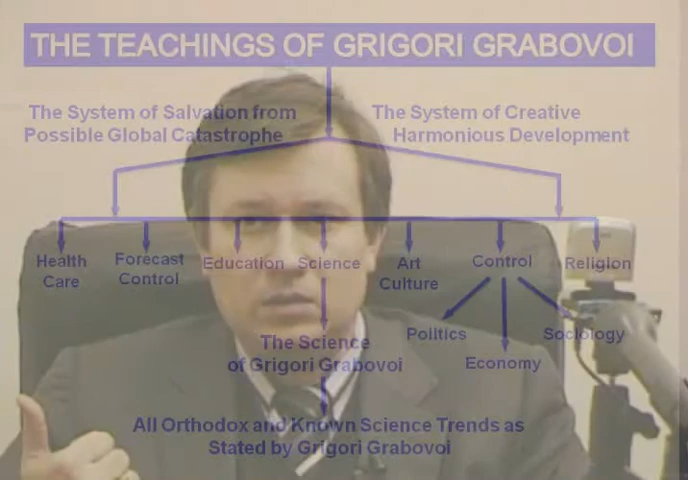 THE TEACHINGS OF GRIGORI GRABOVOI
The System of Salvation from
Possible Global Catastrophe
The System of Creative
Harmonious Development
Health
Care
Forecast
Control
Education
Science
Art
Culture
Control
Religion
Politics
Economy
Sociology
The Science
of Grigori Grabovoi
All Orthodox and Known Science Trends as
Stated by Grigori Grabovoi